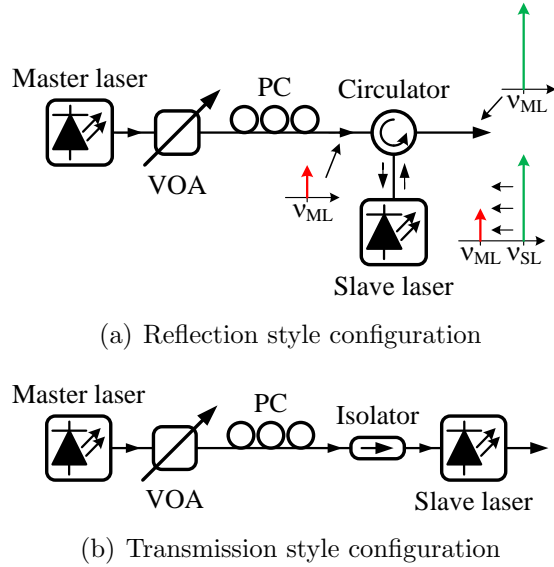 Master laser
VOA
PC
Circulator
Slave laser
νML
νML
νML
νSL
(a) Reflection style configuration
Master laser
VOA
PC
Isolator
Slave laser
(b) Transmission style configuration